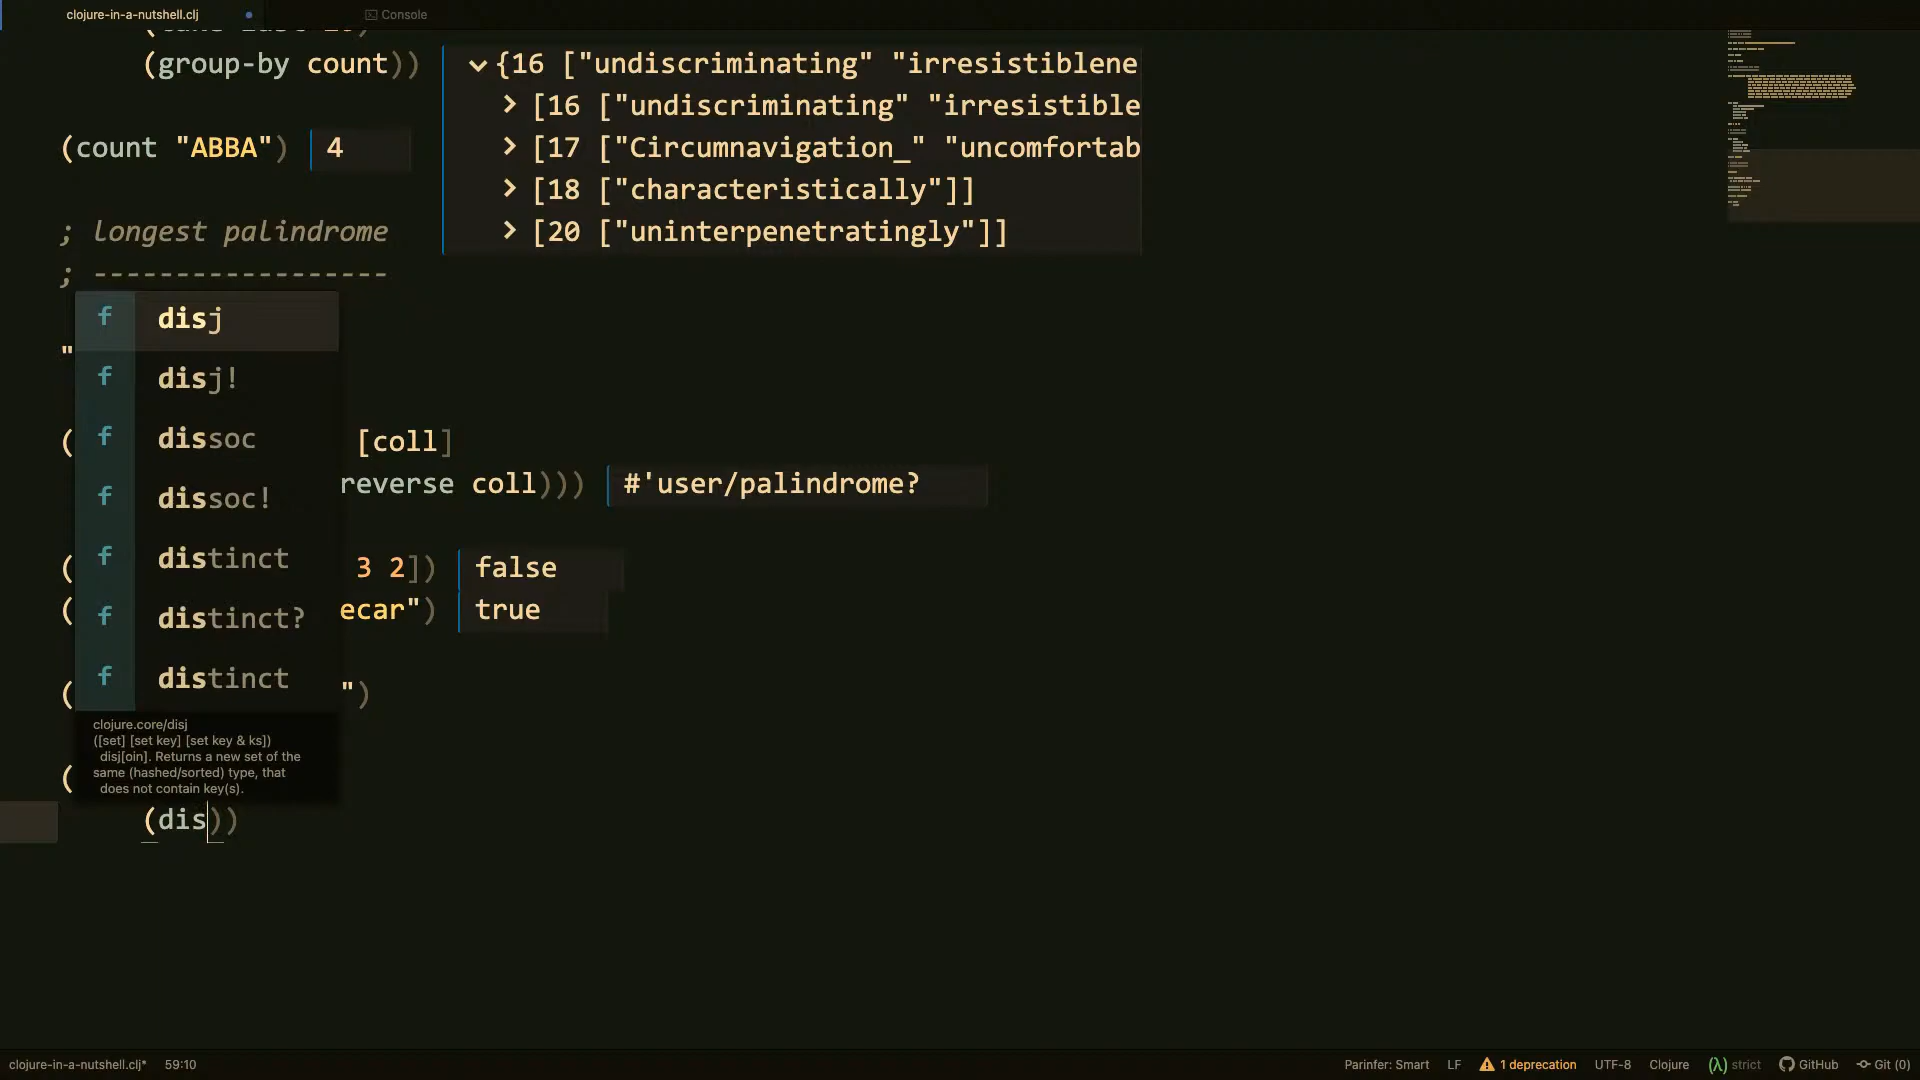 clojure-in-a-nutshell.clj
Console
(group-by count))
{16 ["undiscriminating" "irresistiblene
[16 ["undiscriminating" "irresistible
(count "ABBA") 4
[17 ["Circumnavigation_" "uncomfortab
[18 ["characteristically"]]
; longest palindrome
[20 ["uninterpenetratingly"]]
; ------------------
f disj
"
f disj!
f dissoc
( [coll]
reverse coll))) #'user/palindrome?
f dissoc!
f distinct
( 3 2]) false
( ecar") true
f distinct?
f distinct
( ")
clojure.core/disj
([set] [set key] [set key & ks])
disj[oin]. Returns a new set of the
same (hashed/sorted) type, that
does not contain key(s).
(
(dis))
clojure-in-a-nutshell.clj* 59:10 Parinfer: Smart LF 1 deprecation UTF-8 Clojure (λ) strict GitHub Git (0)